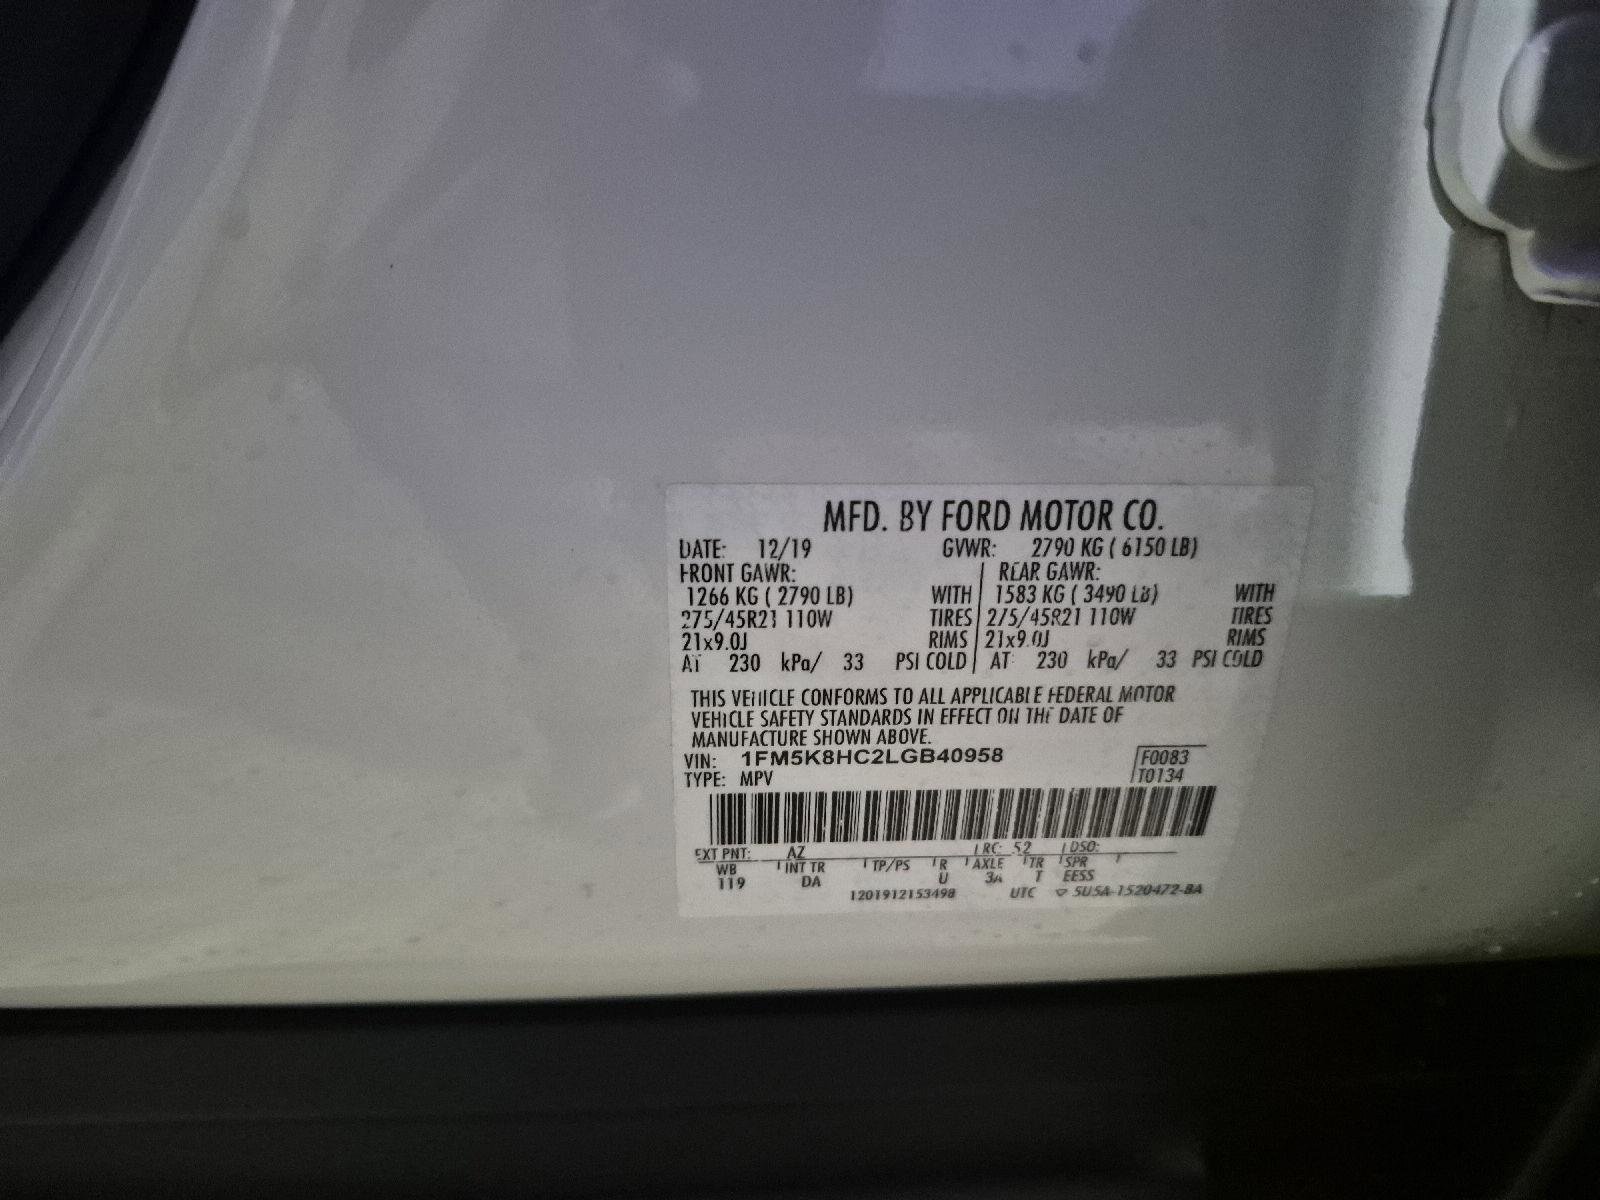 MFD. BY FORD MOTOR CO.
DATE: 12/19 GVWR: 2790 KG ( 6150 LB)
FRONT GAWR: REAR GAWR:
1266 KG ( 2790 LB) WITH 1583 KG ( 3490 LB) WITH
275/45R21 110W TIRES 275/45R21 110W TIRES
21x9.0J RIMS 21x9.0J RIMS
AT 230 kPa/ 33 PSI COLD AT 230 kPa/ 33 PSI COLD
THIS VEHICLE CONFORMS TO ALL APPLICABLE FEDERAL MOTOR
VEHICLE SAFETY STANDARDS IN EFFECT ON THE DATE OF
MANUFACTURE SHOWN ABOVE.
VIN: 1FM5K8HC2LGB40958 F0083
TYPE: MPV T0134
EXT PNT: AZ RC: 52 DSO:
WB INT TR TP/PS R AXLE TR SPR
119 DA U 3A T EESS
1201912153498 UTC ▽ 5U5A-1520472-BA